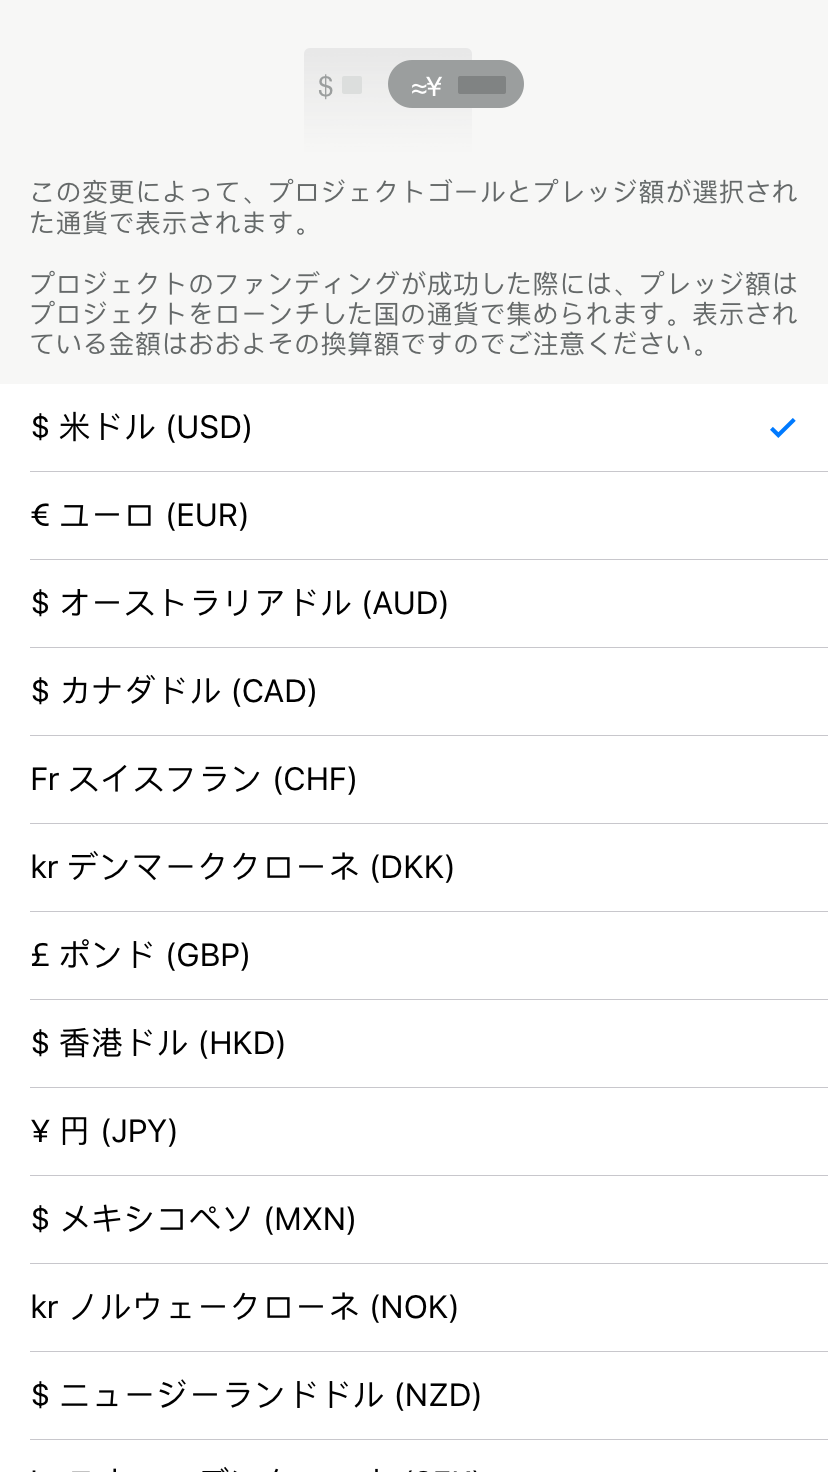 $ ≈¥
この変更によって、プロジェクトゴールとプレッジ額が選択され
た通貨で表示されます。
プロジェクトのファンディングが成功した際には、プレッジ額は
プロジェクトをローンチした国の通貨で集められます。表示され
ている金額はおおよその換算額ですのでご注意ください。
$ 米ドル (USD)
€ ユーロ (EUR)
$ オーストラリアドル (AUD)
$ カナダドル (CAD)
Fr スイスフラン (CHF)
kr デンマーククローネ (DKK)
£ ポンド (GBP)
$ 香港ドル (HKD)
¥ 円 (JPY)
$ メキシコペソ (MXN)
kr ノルウェークローネ (NOK)
$ ニュージーランドドル (NZD)